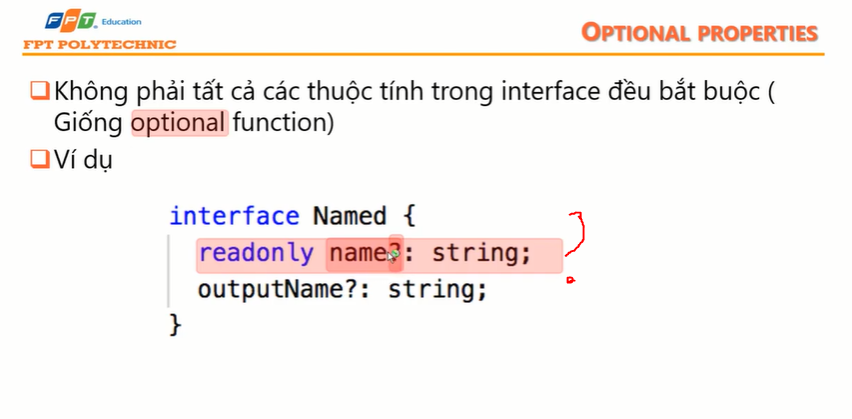 FPT Education
FPT POLYTECHNIC
OPTIONAL PROPERTIES
Không phải tất cả các thuộc tính trong interface đều bắt buộc (
Giống optional function)
Ví dụ
interface Named {
readonly name?: string;
outputName?: string;
}
?